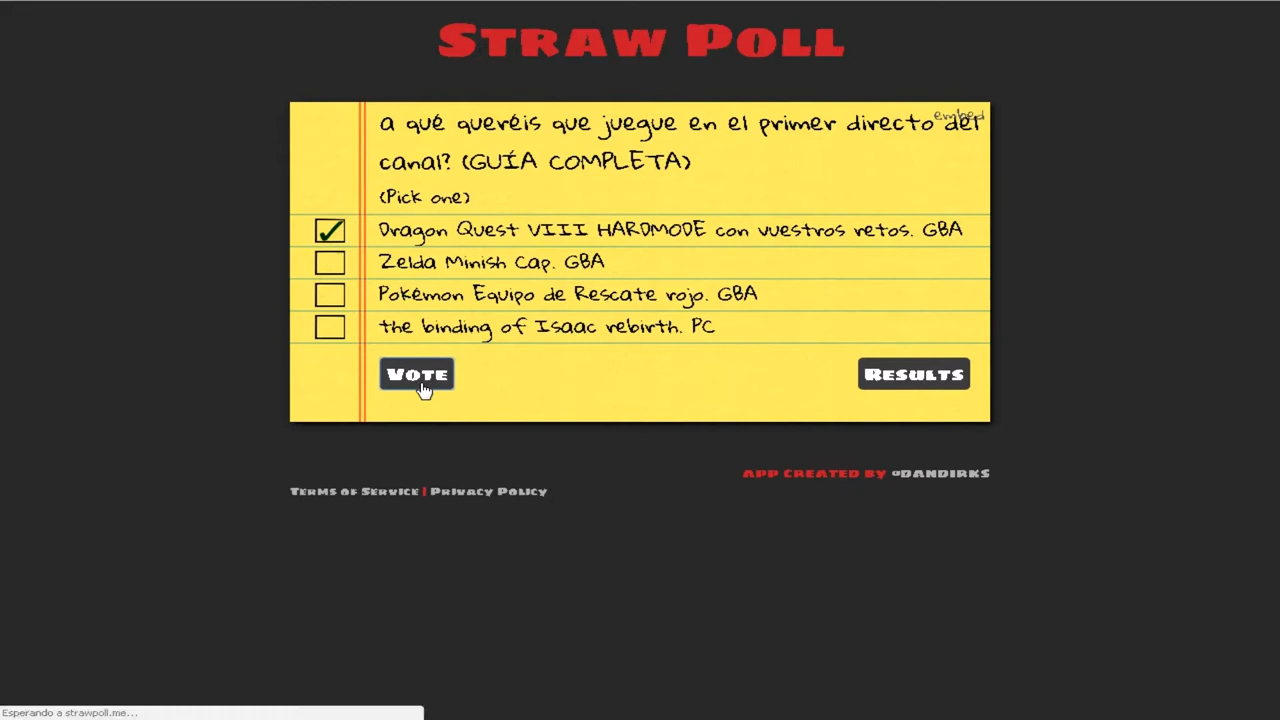 Straw Poll
embed
a qué queréis que juegue en el primer directo del
canal? (GUÍA COMPLETA)
(Pick one)
Dragon Quest VIII HARDMODE con vuestros retos. GBA
Zelda Minish Cap. GBA
Pokémon Equipo de Rescate rojo. GBA
the binding of Isaac rebirth. PC
Vote
Results
App created by @dandirks
Terms of Service | Privacy Policy
Esperando a strawpoll.me...